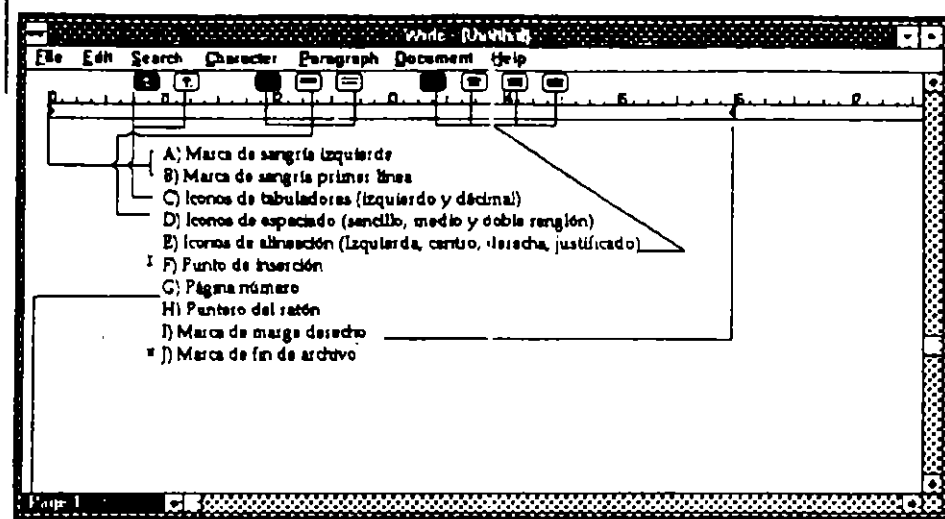 Write - [Untitled]
File Edit Search Character Paragraph Document Help
A) Marca de sangría izquierda
B) Marca de sangría primer línea
C) Iconos de tabuladores (izquierdo y décimal)
D) Iconos de espaciado (sencillo, medio y doble renglón)
E) Iconos de alineación (Izquierda, centro, derecha, justificado)
I F) Punto de inserción
G) Página número
H) Puntero del ratón
I) Marca de marge derecho
¤ J) Marca de fin de archivo
Page 1